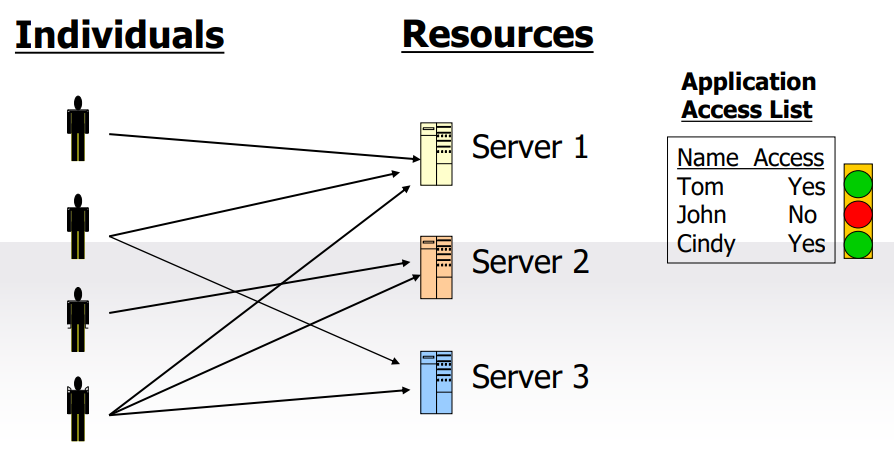 Individuals
Resources
Application
Access List
Name Access
Tom Yes
John No
Cindy Yes
Server 1
Server 2
Server 3